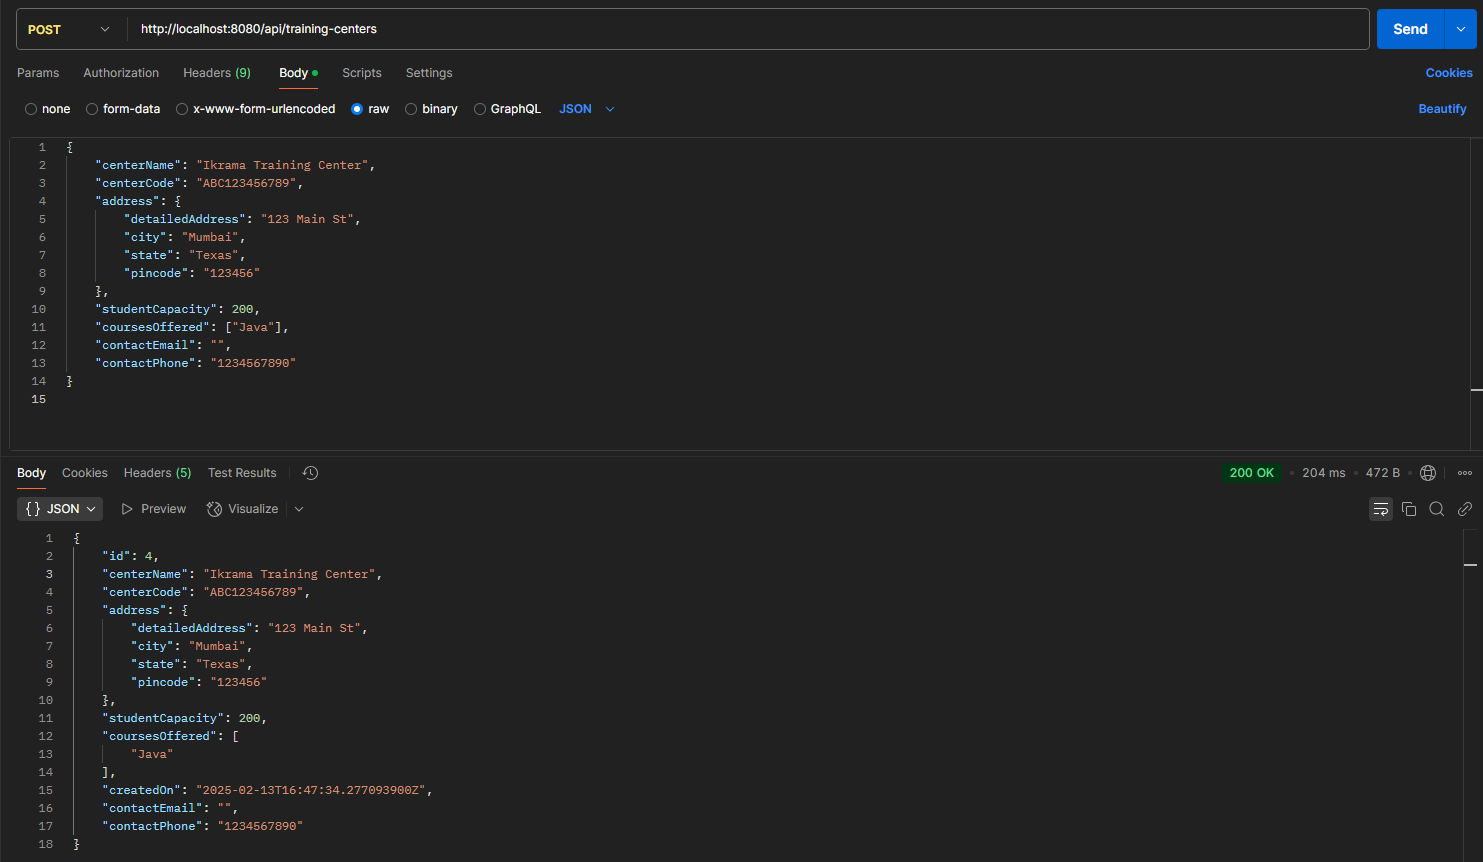 POST http://localhost:8080/api/training-centers Send
Params Authorization Headers (9) Body Scripts Settings Cookies
none form-data x-www-form-urlencoded raw binary GraphQL JSON Beautify
1 {
2 "centerName": "Ikrama Training Center",
3 "centerCode": "ABC123456789",
4 "address": {
5 "detailedAddress": "123 Main St",
6 "city": "Mumbai",
7 "state": "Texas",
8 "pincode": "123456"
9 },
10 "studentCapacity": 200,
11 "coursesOffered": ["Java"],
12 "contactEmail": "",
13 "contactPhone": "1234567890"
14 }
15
Body Cookies Headers (5) Test Results 200 OK 204 ms 472 B
{} JSON Preview Visualize
1 {
2 "id": 4,
3 "centerName": "Ikrama Training Center",
4 "centerCode": "ABC123456789",
5 "address": {
6 "detailedAddress": "123 Main St",
7 "city": "Mumbai",
8 "state": "Texas",
9 "pincode": "123456"
10 },
11 "studentCapacity": 200,
12 "coursesOffered": [
13 "Java"
14 ],
15 "createdOn": "2025-02-13T16:47:34.277093900Z",
16 "contactEmail": "",
17 "contactPhone": "1234567890"
18 }